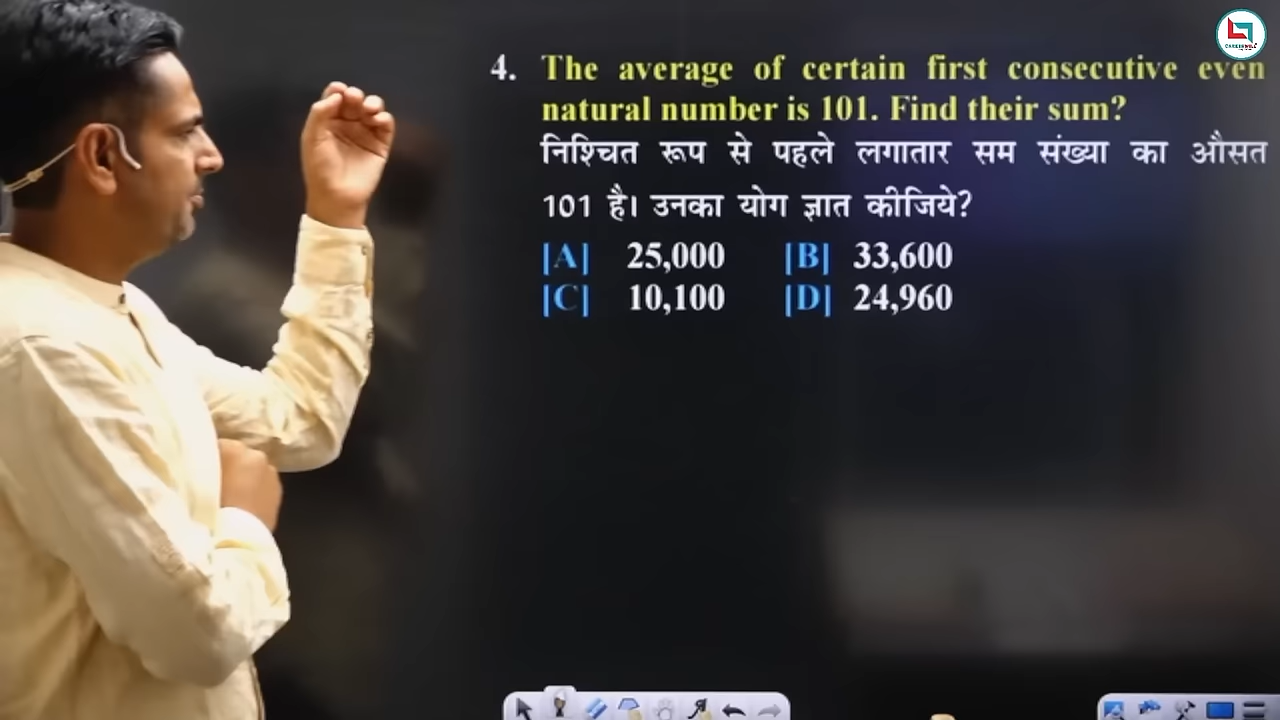 4. The average of certain first consecutive even
natural number is 101. Find their sum?
निश्चित रूप से पहले लगातार सम संख्या का औसत
101 है। उनका योग ज्ञात कीजिये?
[A] 25,000 [B] 33,600
[C] 10,100 [D] 24,960